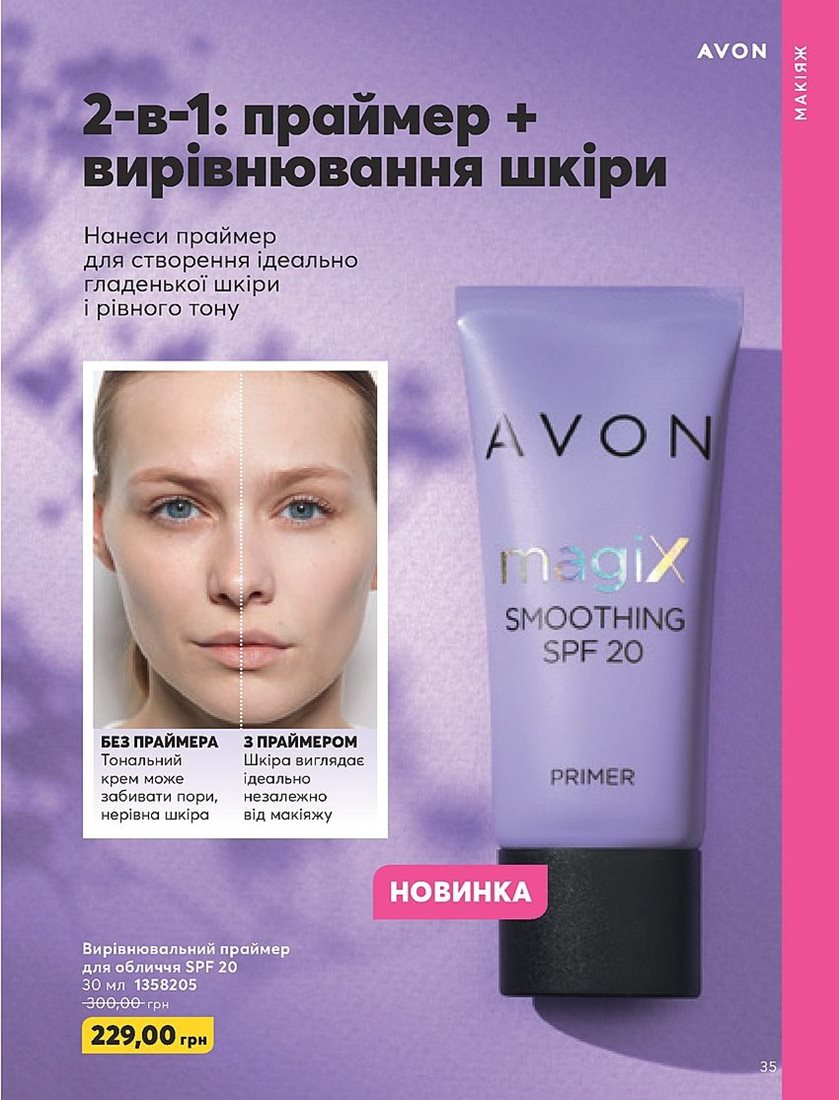 AVON
МАКІЯЖ
2-в-1: праймер +
вирівнювання шкіри
Нанеси праймер
для створення ідеально
гладенької шкіри
і рівного тону
AVON
magiX
SMOOTHING
SPF 20
PRIMER
БЕЗ ПРАЙМЕРА
Тональний
крем може
забивати пори,
нерівна шкіра
З ПРАЙМЕРОМ
Шкіра виглядає
ідеально
незалежно
від макіяжу
НОВИНКА
Вирівнювальний праймер
для обличчя SPF 20
30 мл 1358205
300,00 грн
229,00 грн
35